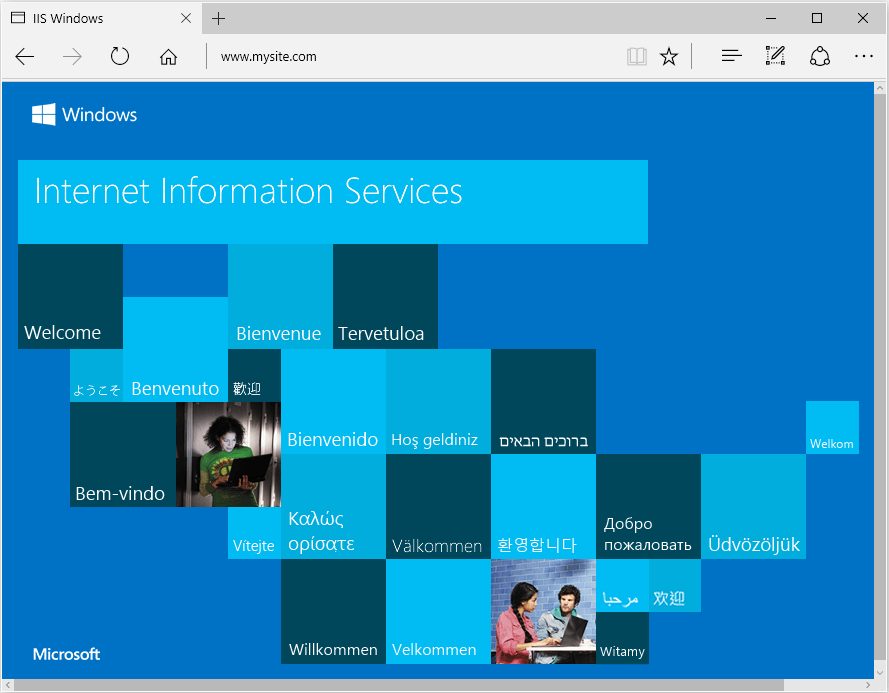 IIS Windows
www.mysite.com
Windows
Internet Information Services
Welcome
Bienvenue
Tervetuloa
ようこそ
Benvenuto
歡迎
Bienvenido
Hoş geldiniz
ברוכים הבאים
Welkom
Bem-vindo
Vítejte
Καλώς
ορίσατε
Välkommen
환영합니다
Добро
пожаловать
Üdvözöljük
Willkommen
Velkommen
مرحبا
欢迎
Witamy
Microsoft